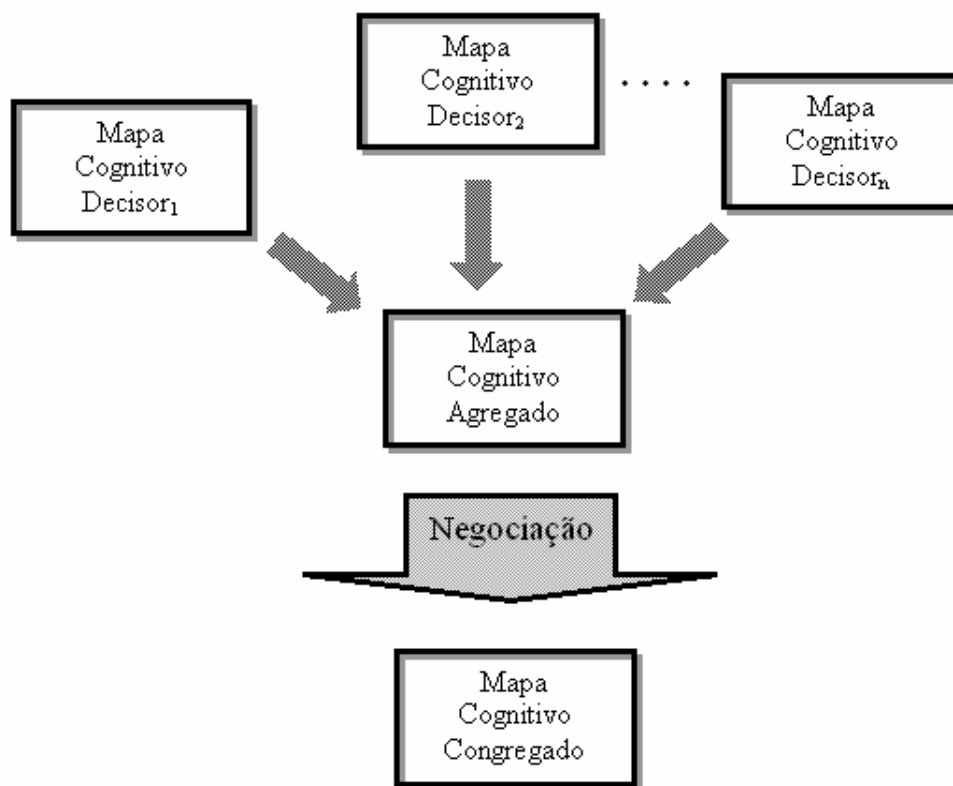 Mapa
Cognitivo
Decisor₁
Mapa
Cognitivo
Decisor₂
. . . .
Mapa
Cognitivo
Decisorₙ
Mapa
Cognitivo
Agregado
Negociação
Mapa
Cognitivo
Congregado